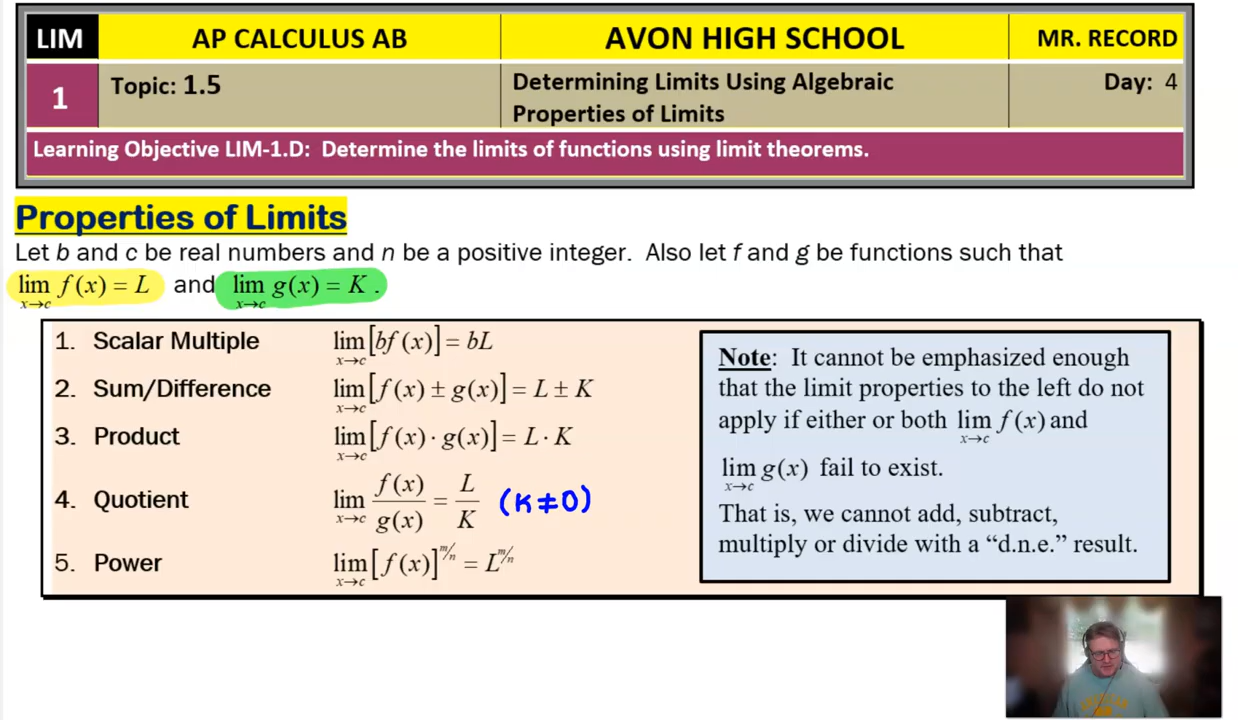 LIM AP CALCULUS AB AVON HIGH SCHOOL MR. RECORD
1 Topic: 1.5 Determining Limits Using Algebraic Properties of Limits Day: 4
Learning Objective LIM-1.D: Determine the limits of functions using limit theorems.
Properties of Limits
Let b and c be real numbers and n be a positive integer. Also let f and g be functions such that
lim x→c f(x) = L and lim x→c g(x) = K .
1. Scalar Multiple lim x→c [bf(x)] = bL
2. Sum/Difference lim x→c [f(x) ± g(x)] = L ± K
3. Product lim x→c [f(x) · g(x)] = L · K
4. Quotient lim x→c f(x)/g(x) = L/K (K ≠ 0)
5. Power lim x→c [f(x)]^m/n = L^m/n
Note: It cannot be emphasized enough
that the limit properties to the left do not
apply if either or both lim x→c f(x) and
lim x→c g(x) fail to exist.
That is, we cannot add, subtract,
multiply or divide with a “d.n.e.” result.